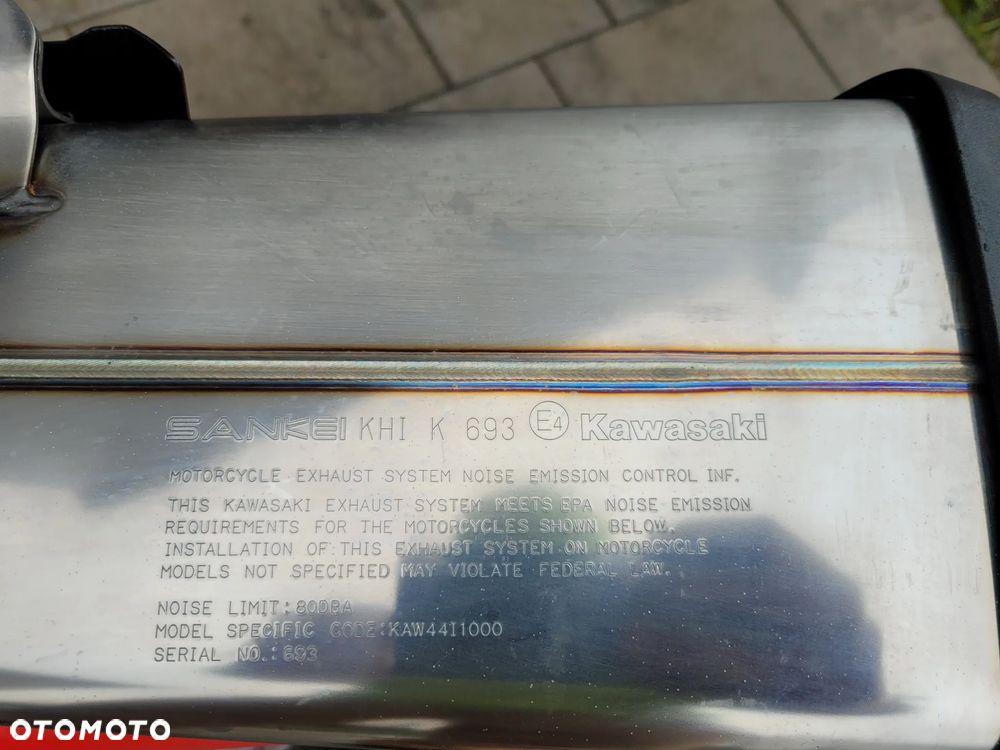 SANKEI KHI K 693 E4 Kawasaki
MOTORCYCLE EXHAUST SYSTEM NOISE EMISSION CONTROL INF.
THIS KAWASAKI EXHAUST SYSTEM MEETS EPA NOISE EMISSION
REQUIREMENTS FOR THE MOTORCYCLES SHOWN BELOW.
INSTALLATION OF THIS EXHAUST SYSTEM ON MOTORCYCLE
MODELS NOT SPECIFIED MAY VIOLATE FEDERAL LAW.
NOISE LIMIT:80DBA
MODEL SPECIFIC CODE:KAW44I1000
SERIAL NO.:693
OTOMOTO